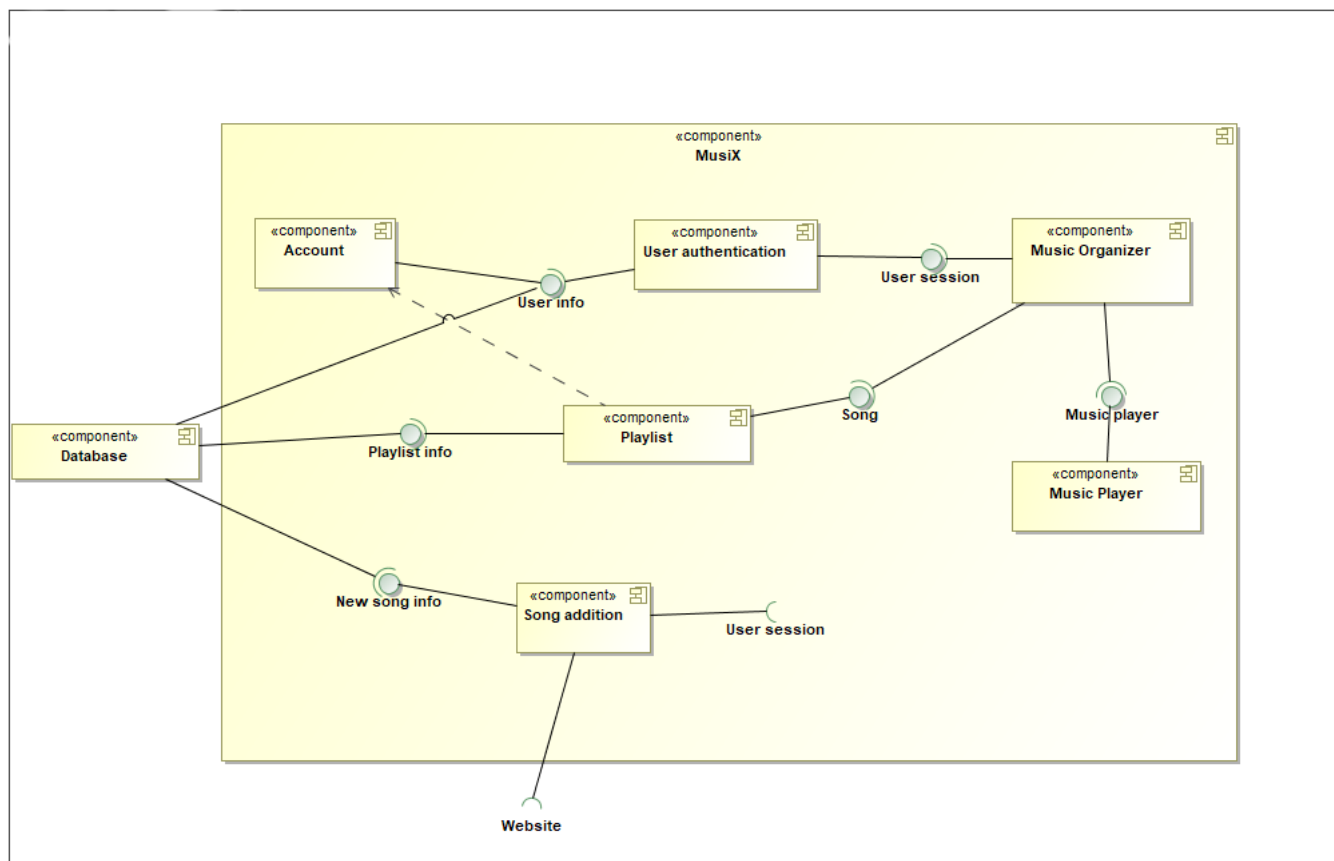 «component»
MusiX
«component»
Account
«component»
User authentication
«component»
Music Organizer
User info
User session
«component»
Database
Playlist info
«component»
Playlist
Song
Music player
«component»
Music Player
New song info
«component»
Song addition
User session
Website